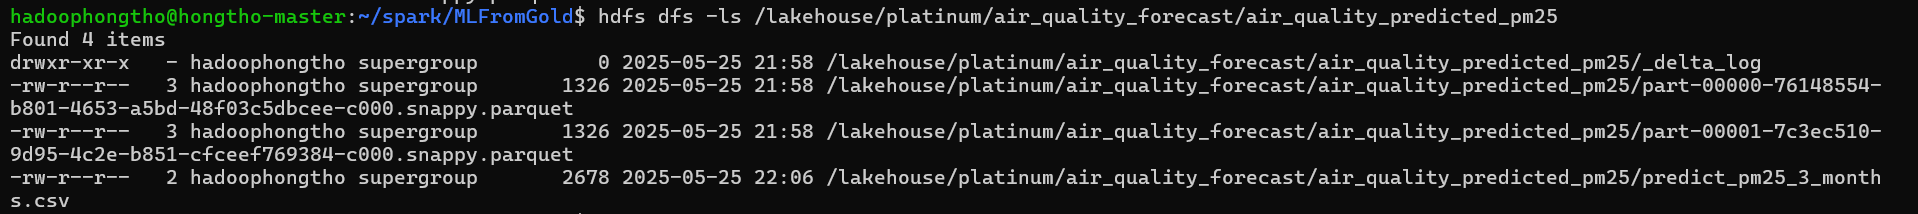 hadoophongtho@hongtho-master:~/spark/MLFromGold$ hdfs dfs -ls /lakehouse/platinum/air_quality_forecast/air_quality_predicted_pm25
Found 4 items
drwxr-xr-x   - hadoophongtho supergroup          0 2025-05-25 21:58 /lakehouse/platinum/air_quality_forecast/air_quality_predicted_pm25/_delta_log
-rw-r--r--   3 hadoophongtho supergroup       1326 2025-05-25 21:58 /lakehouse/platinum/air_quality_forecast/air_quality_predicted_pm25/part-00000-76148554-
b801-4653-a5bd-48f03c5dbcee-c000.snappy.parquet
-rw-r--r--   3 hadoophongtho supergroup       1326 2025-05-25 21:58 /lakehouse/platinum/air_quality_forecast/air_quality_predicted_pm25/part-00001-7c3ec510-
9d95-4c2e-b851-cfceef769384-c000.snappy.parquet
-rw-r--r--   2 hadoophongtho supergroup       2678 2025-05-25 22:06 /lakehouse/platinum/air_quality_forecast/air_quality_predicted_pm25/predict_pm25_3_month
s.csv